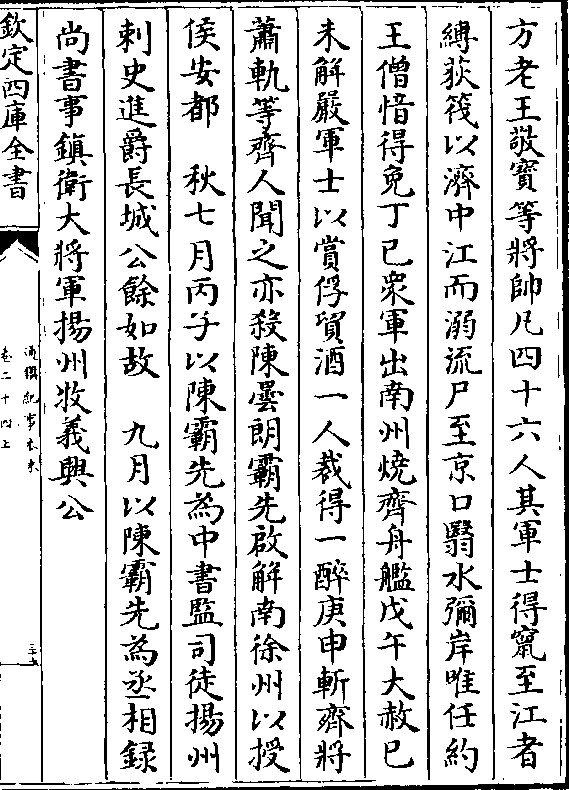 方老王敬寳等將帥凡四十六人其軍士得竄至江者
縛荻筏以濟中江而溺流尸至京口翳水彌岸唯任約
王僧愔得免丁已衆軍出南州燒齊舟艦戊午大赦已
未解嚴軍士以賞俘貿酒一人裁得一醉庚申斬齊將
蕭軌等齊人聞之亦殺陳曇朗霸先啟解南徐州以授
侯安都　秋七月丙子以陳霸先為中書監司徒揚州
刺史進爵長城公餘如故　九月以陳霸先為丞相録
尚書事鎮衛大將軍揚州牧義興公
欽定四庫全書
通鑑紀事本末
卷二十四上